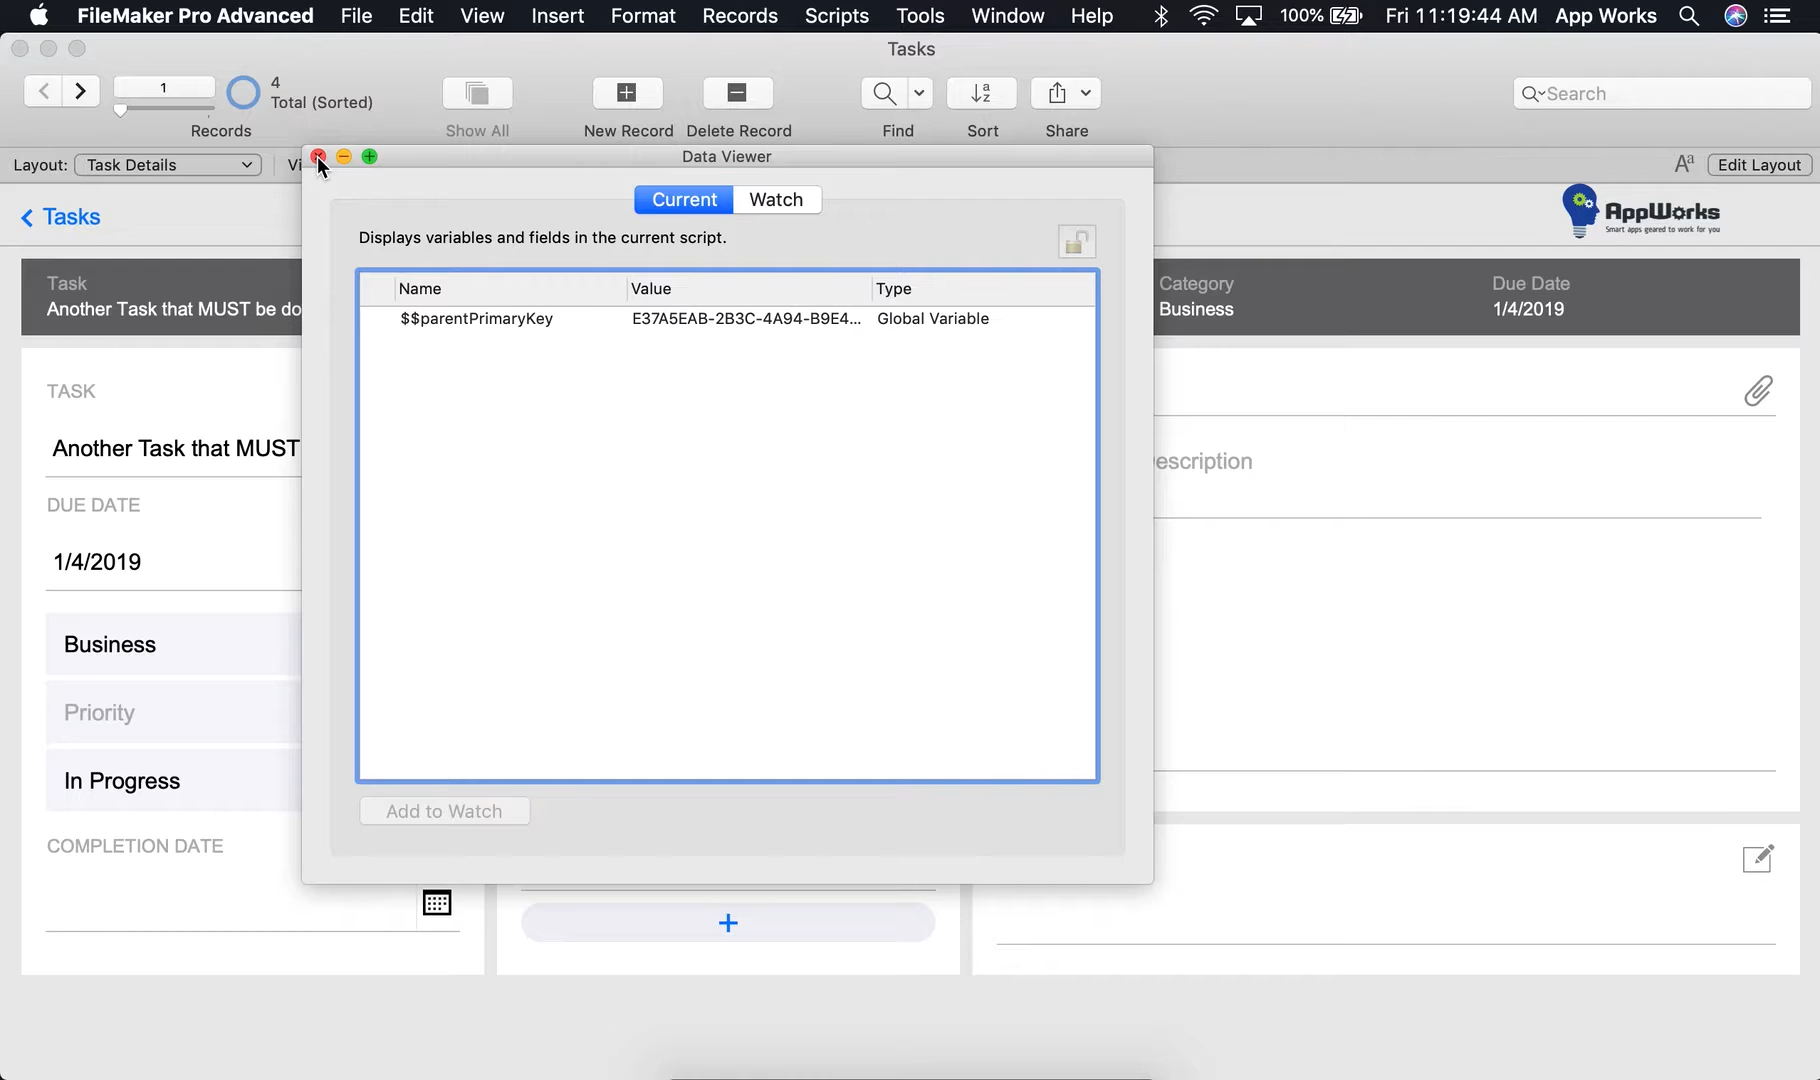 FileMaker Pro Advanced File Edit View Insert Format Records Scripts Tools Window Help 100% Fri 11:19:44 AM App Works
Tasks
1
4
Total (Sorted)
Records
Show All
New Record
Delete Record
Find
Sort
Share
Search
Layout: Task Details
Vi
Aª
Edit Layout
Data Viewer
Tasks
Current
Watch
AppWorks
Smart apps geared to work for you
Displays variables and fields in the current script.
Name Value Type
$$parentPrimaryKey E37A5EAB-2B3C-4A94-B9E4... Global Variable
Task
Another Task that MUST be do
Category
Business
Due Date
1/4/2019
TASK
Another Task that MUST
escription
DUE DATE
1/4/2019
Business
Priority
In Progress
Add to Watch
COMPLETION DATE
+